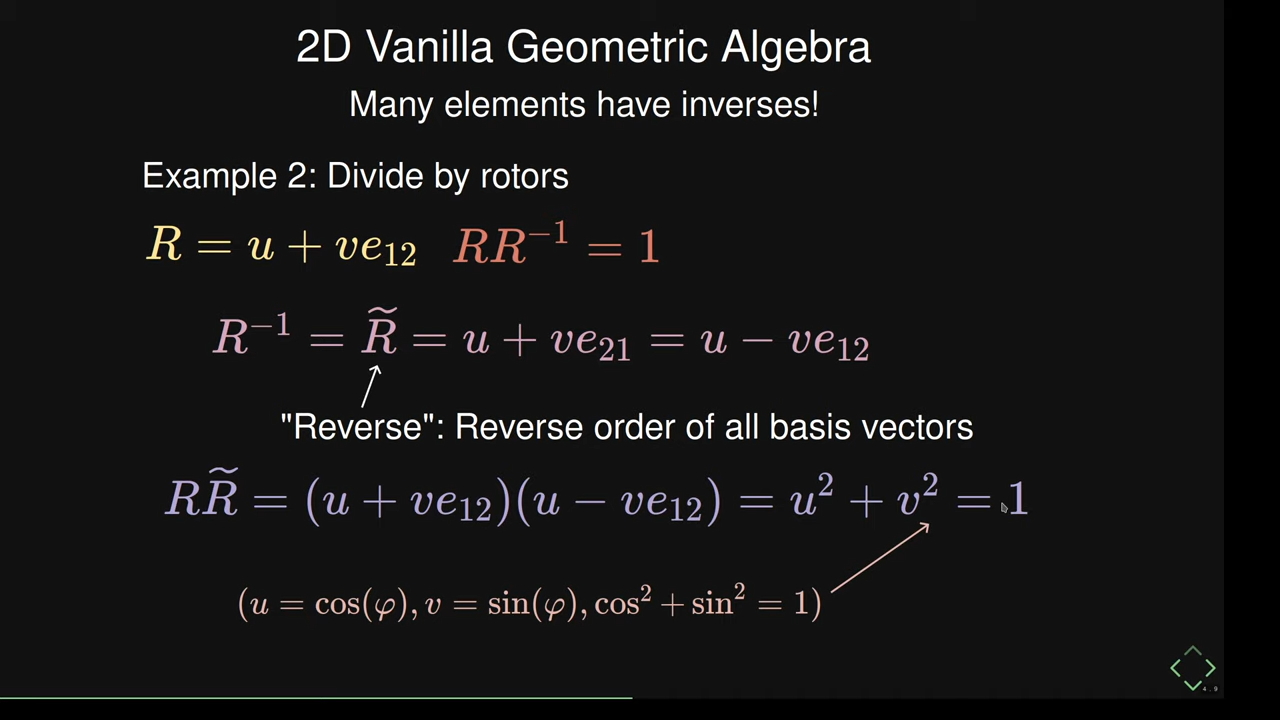 2D Vanilla Geometric Algebra
Many elements have inverses!
Example 2: Divide by rotors
R = u + ve₁₂ RR⁻¹ = 1
R⁻¹ = R̃ = u + ve₂₁ = u − ve₁₂
"Reverse": Reverse order of all basis vectors
RR̃ = (u + ve₁₂)(u − ve₁₂) = u² + v² = 1
(u = cos(φ), v = sin(φ), cos² + sin² = 1)
4.9